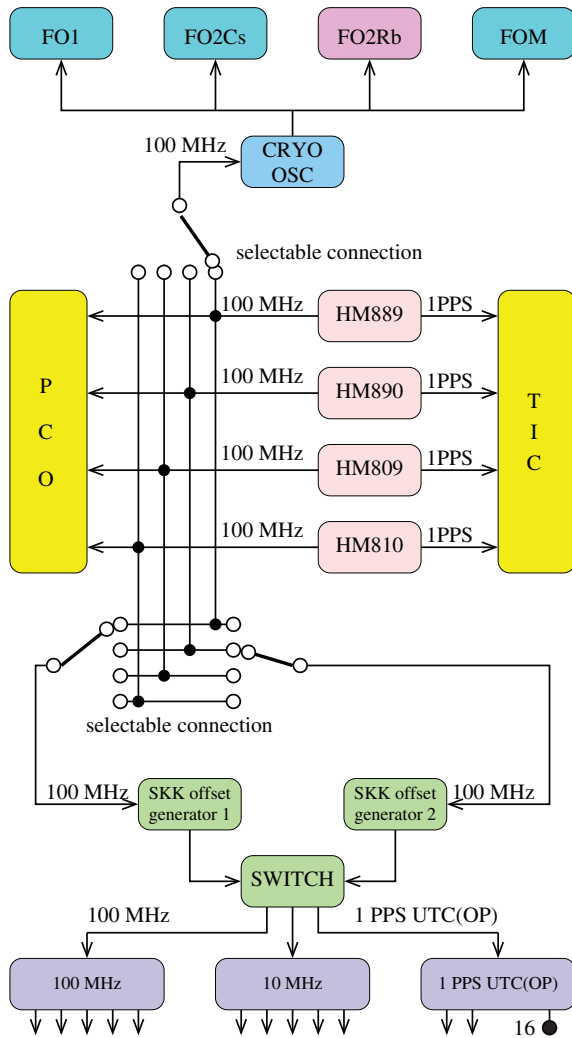 FO1
FO2Cs
FO2Rb
FOM
100 MHz
CRYO
OSC
selectable connection
100 MHz
HM889
1PPS
100 MHz
HM890
1PPS
100 MHz
HM809
1PPS
100 MHz
HM810
1PPS
P
C
O
T
I
C
selectable connection
100 MHz
SKK offset
generator 1
SKK offset
generator 2
100 MHz
SWITCH
100 MHz
1 PPS UTC(OP)
100 MHz
10 MHz
1 PPS UTC(OP)
16